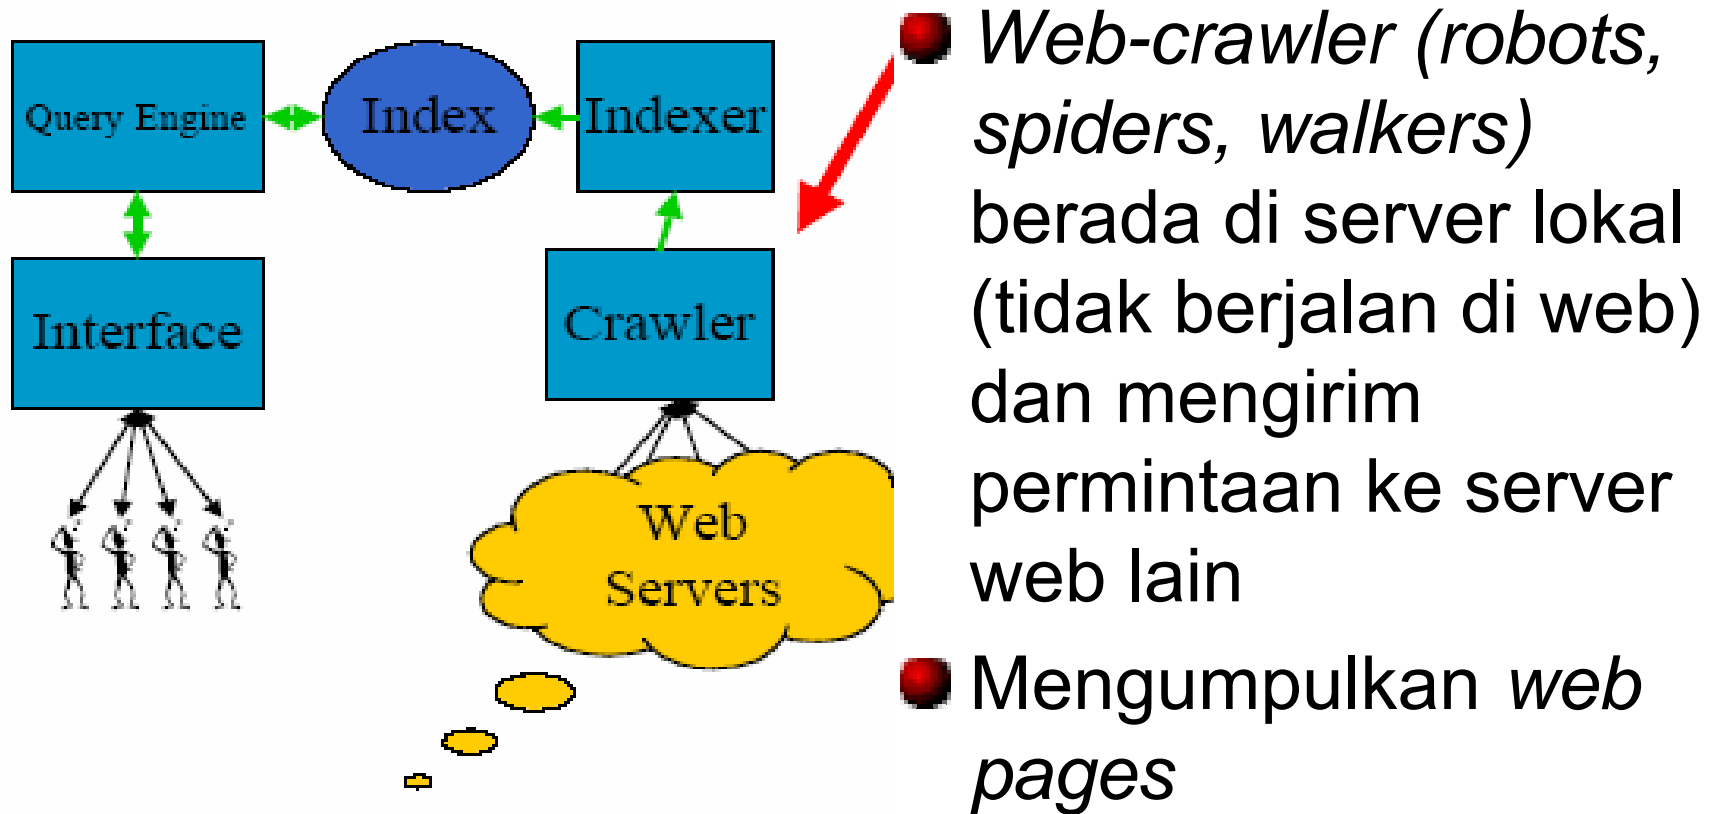 Query Engine
Index
Indexer
Interface
Crawler
Web
Servers
Web-crawler (robots,
spiders, walkers)
berada di server lokal
(tidak berjalan di web)
dan mengirim
permintaan ke server
web lain
Mengumpulkan web
pages